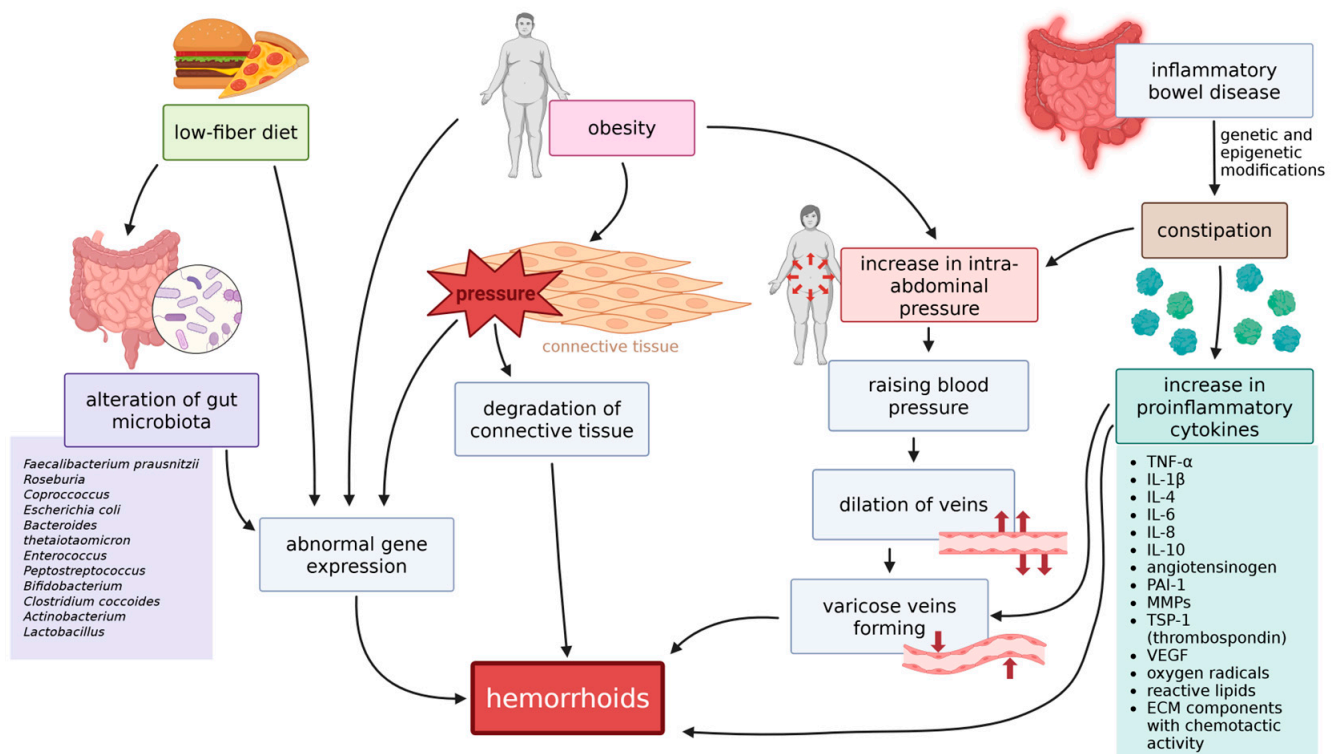 low-fiber diet
obesity
inflammatory
bowel disease
genetic and
epigenetic
modifications
constipation
pressure
connective tissue
increase in intra-
abdominal
pressure
alteration of gut
microbiota
degradation of
connective tissue
raising blood
pressure
increase in
proinflammatory
cytokines
Faecalibacterium prausnitzii
Roseburia
Coproccoccus
Escherichia coli
Bacteroides
thetaiotaomicron
Enterococcus
Peptostreptococcus
Bifidobacterium
Clostridium coccoides
Actinobacterium
Lactobacillus
abnormal gene
expression
dilation of veins
varicose veins
forming
hemorrhoids
• TNF-α
• IL-1β
• IL-4
• IL-6
• IL-8
• IL-10
• angiotensinogen
• PAI-1
• MMPs
• TSP-1
(thrombospondin)
• VEGF
• oxygen radicals
• reactive lipids
• ECM components
with chemotactic
activity